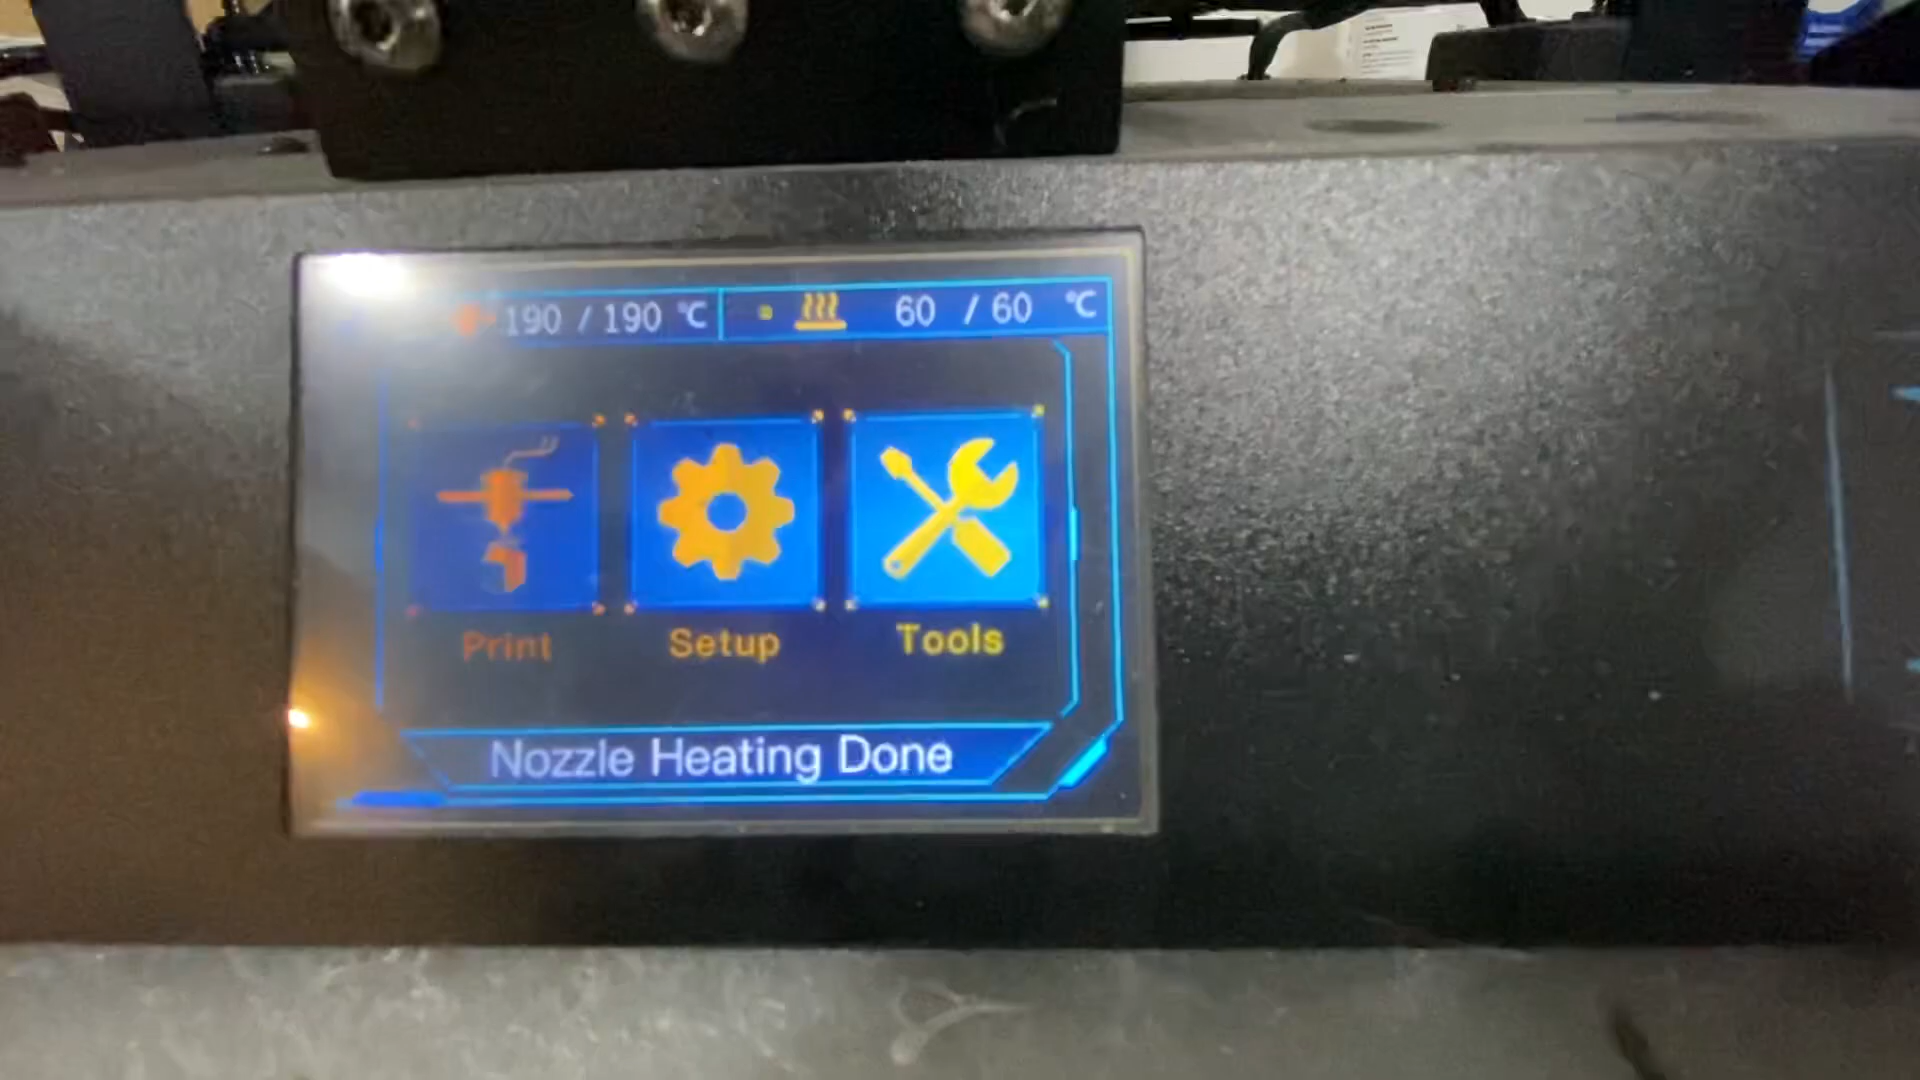 190 / 190 ℃ 60 / 60 ℃
Print Setup Tools
Nozzle Heating Done